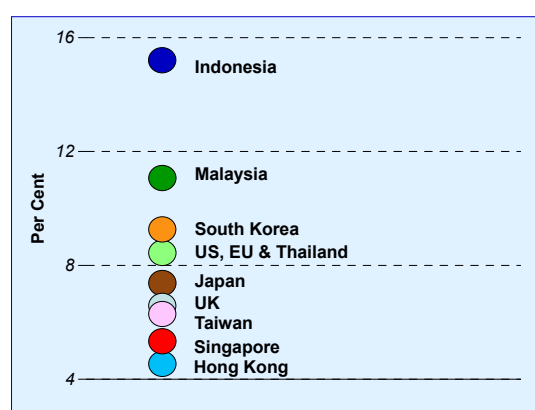 16
Indonesia
12
Malaysia
Per Cent
South Korea
US, EU & Thailand
8
Japan
UK
Taiwan
Singapore
Hong Kong
4